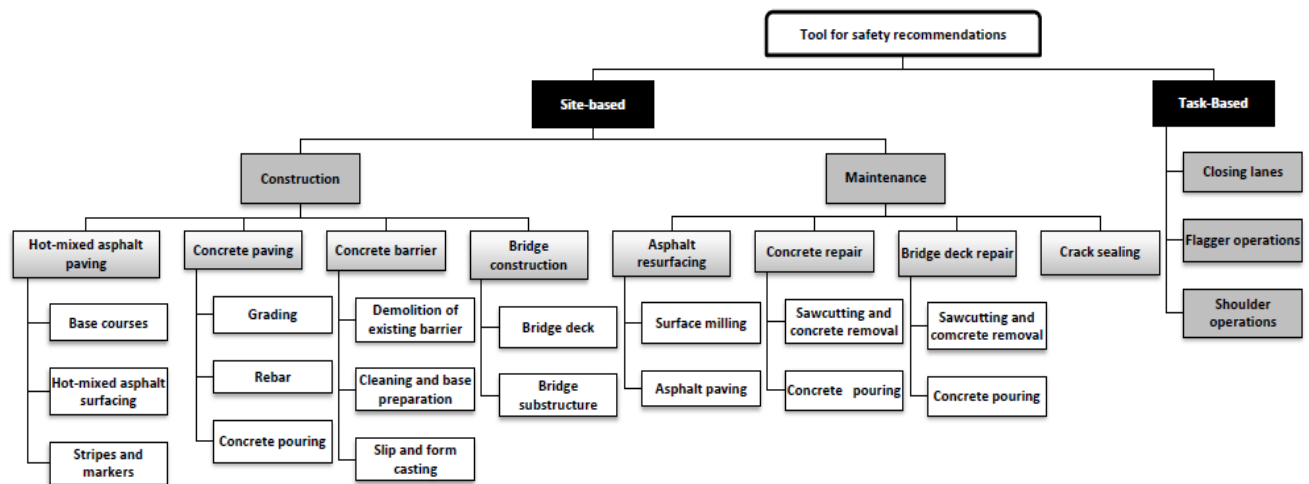 Tool for safety recommendations
Site-based
Task-Based
Construction
Maintenance
Closing lanes
Flagger operations
Shoulder
operations
Hot-mixed asphalt
paving
Concrete paving
Concrete barrier
Bridge
construction
Asphalt
resurfacing
Concrete repair
Bridge deck repair
Crack sealing
Base courses
Hot-mixed asphalt
surfacing
Stripes and
markers
Grading
Rebar
Concrete pouring
Demolition of
existing barrier
Cleaning and base
preparation
Slip and form
casting
Bridge deck
Bridge
substructure
Surface milling
Asphalt paving
Sawcutting and
concrete removal
Concrete pouring
Sawcutting and
comcrete removal
Concrete pouring